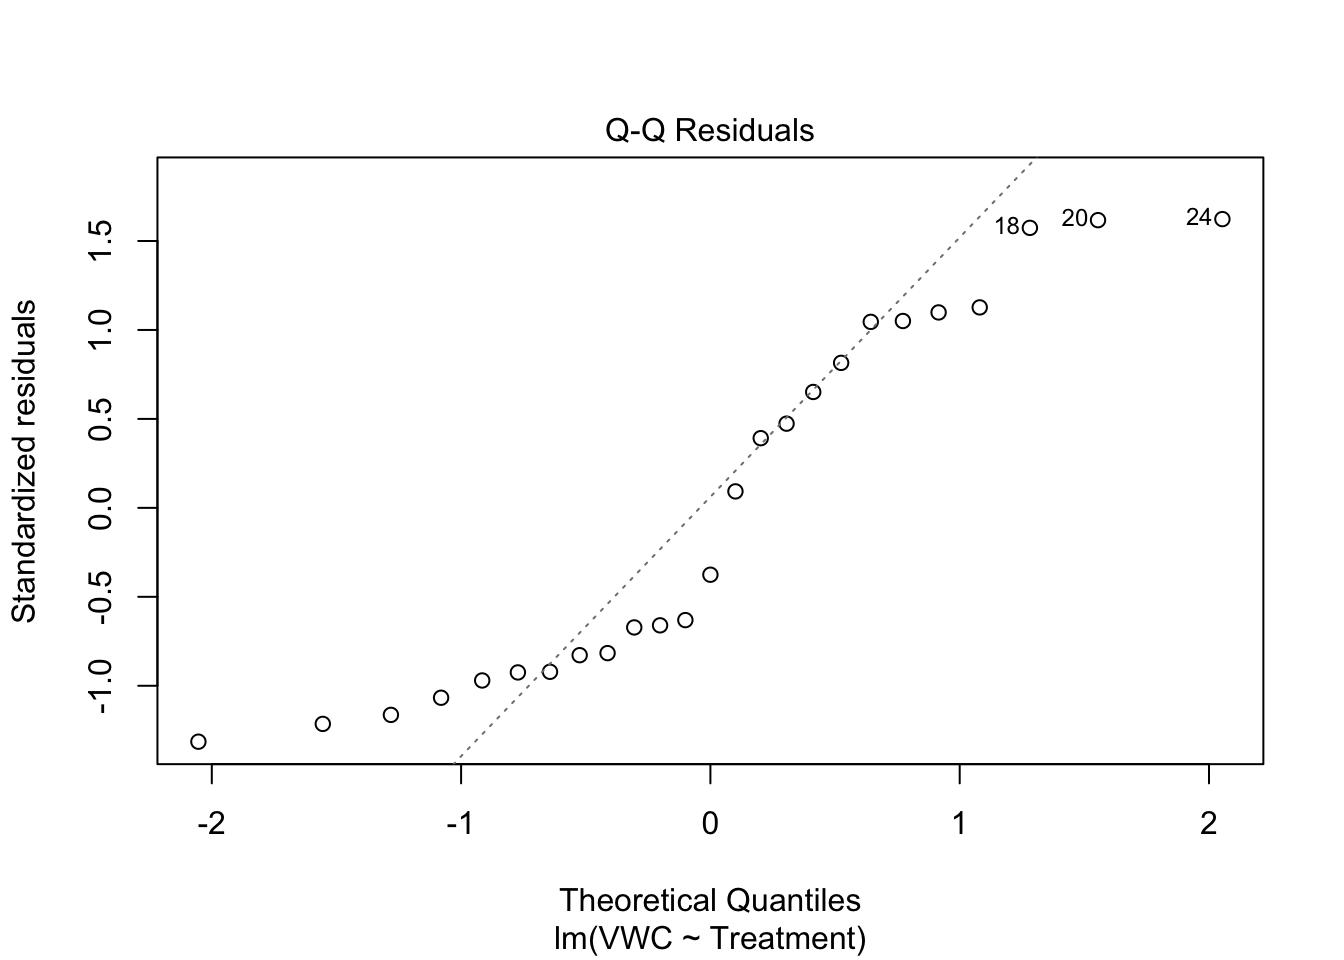 Q-Q Residuals
Standardized residuals
1.5
1.0
0.5
0.0
-0.5
-1.0
18
20
24
-2 -1 0 1 2
Theoretical Quantiles
lm(VWC ~ Treatment)